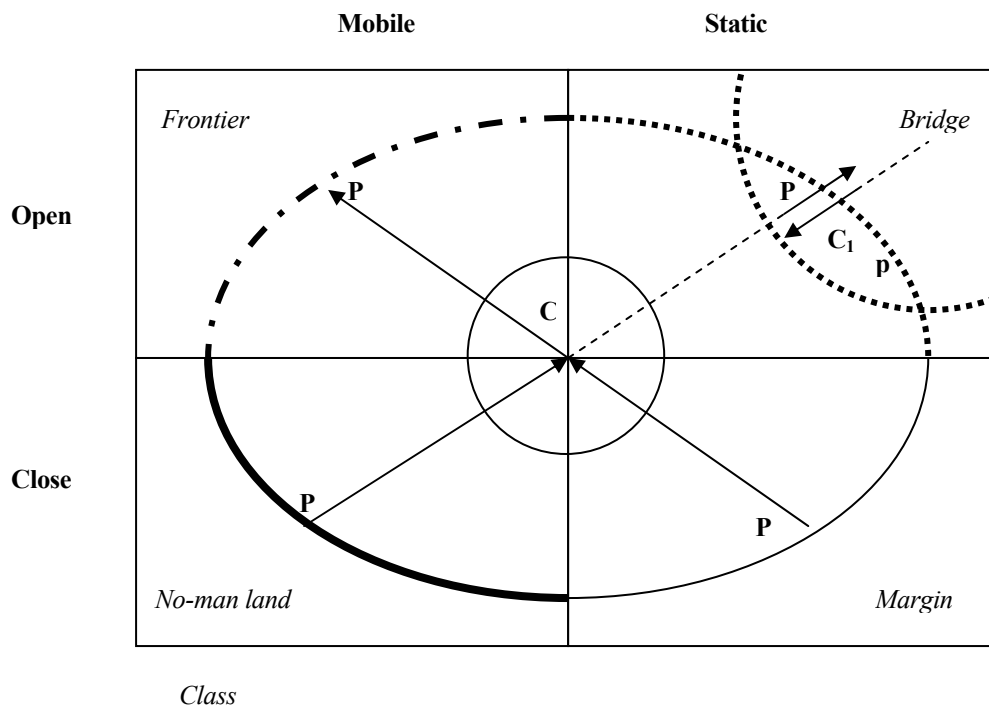 Mobile Static
Frontier Bridge
P P
Open
C₁
p
C
Close
P
P
No-man land Margin
Class